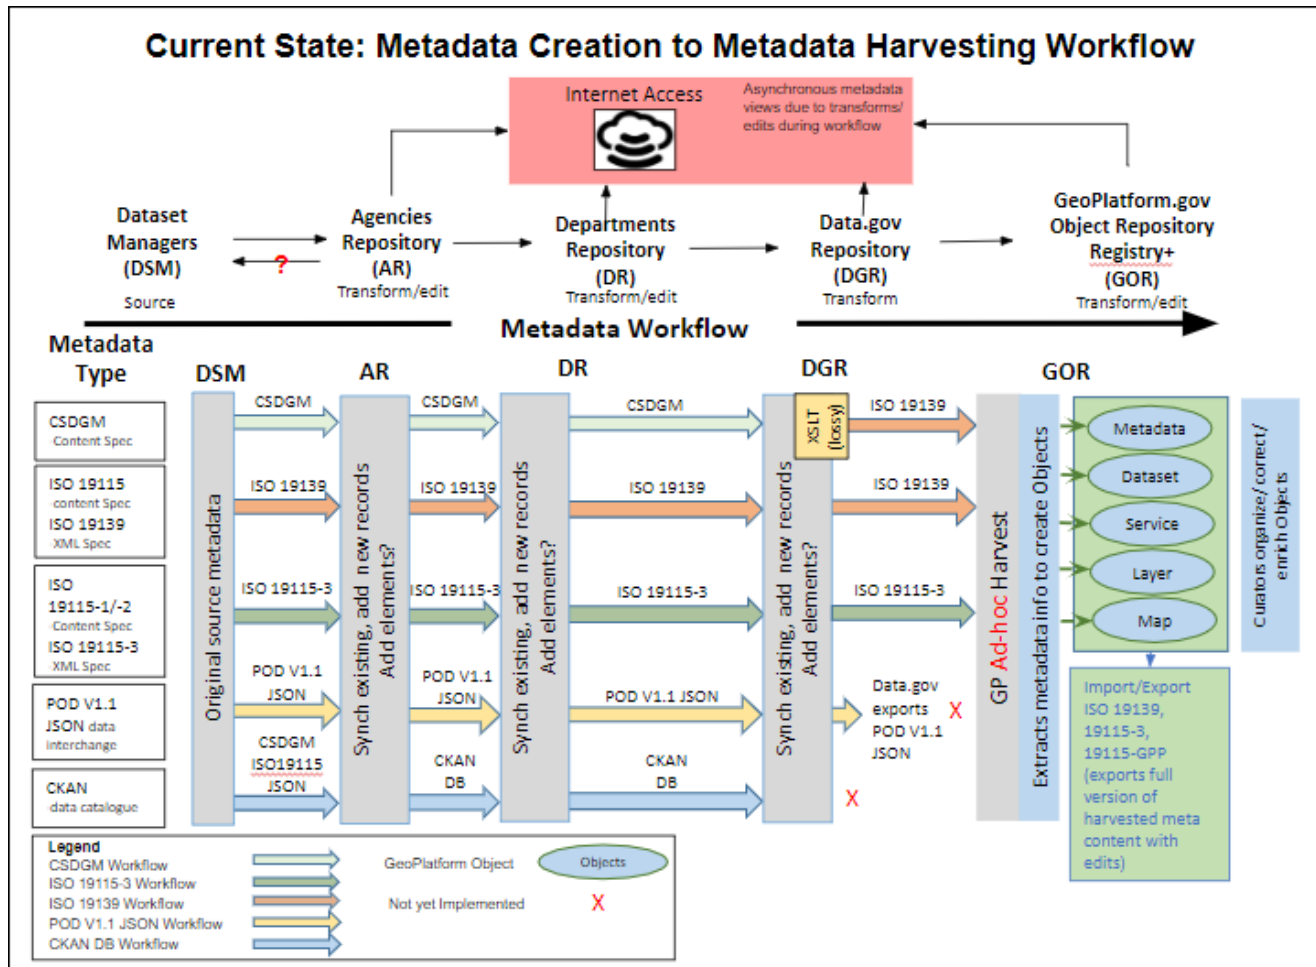 Current State: Metadata Creation to Metadata Harvesting Workflow
Internet Access
Asynchronous metadata
views due to transforms/
edits during workflow
Dataset
Managers
(DSM)
Source
?
Agencies
Repository
(AR)
Transform/edit
Departments
Repository
(DR)
Transform/edit
Data.gov
Repository
(DGR)
Transform
GeoPlatform.gov
Object Repository
Registry+
(GOR)
Transform/edit
Metadata Workflow
Metadata
Type
DSM
AR
DR
DGR
GOR
CSDGM
-Content Spec
ISO 19115
-content Spec
ISO 19139
-XML Spec
ISO
19115-1/-2
-Content Spec
ISO 19115-3
-XML Spec
POD V1.1
JSON data
interchange
CKAN
-data catalogue
Original source metadata
CSDGM
ISO 19139
ISO 19115-3
POD V1.1
JSON
CSDGM
ISO19115
JSON
Synch existing, add new records
Add elements?
CSDGM
ISO 19139
ISO 19115-3
POD V1.1
JSON
CKAN
DB
Synch existing, add new records
Add elements?
CSDGM
ISO 19139
ISO 19115-3
POD V1.1 JSON
CKAN
DB
Synch existing, add new records
Add elements?
XSLT
(lossy)
ISO 19139
ISO 19139
ISO 19115-3
Data.gov
exports
POD V1.1
JSON
X
X
GP Ad-hoc Harvest
Extracts metadata info to create Objects
Metadata
Dataset
Service
Layer
Map
Curators organize/ correct/
enrich Objects
Import/Export
ISO 19139,
19115-3,
19115-GPP
(exports full
version of
harvested meta
content with
edits)
Legend
CSDGM Workflow
ISO 19115-3 Workflow
ISO 19139 Workflow
POD V1.1 JSON Workflow
CKAN DB Workflow
GeoPlatform Object
Objects
Not yet Implemented
X